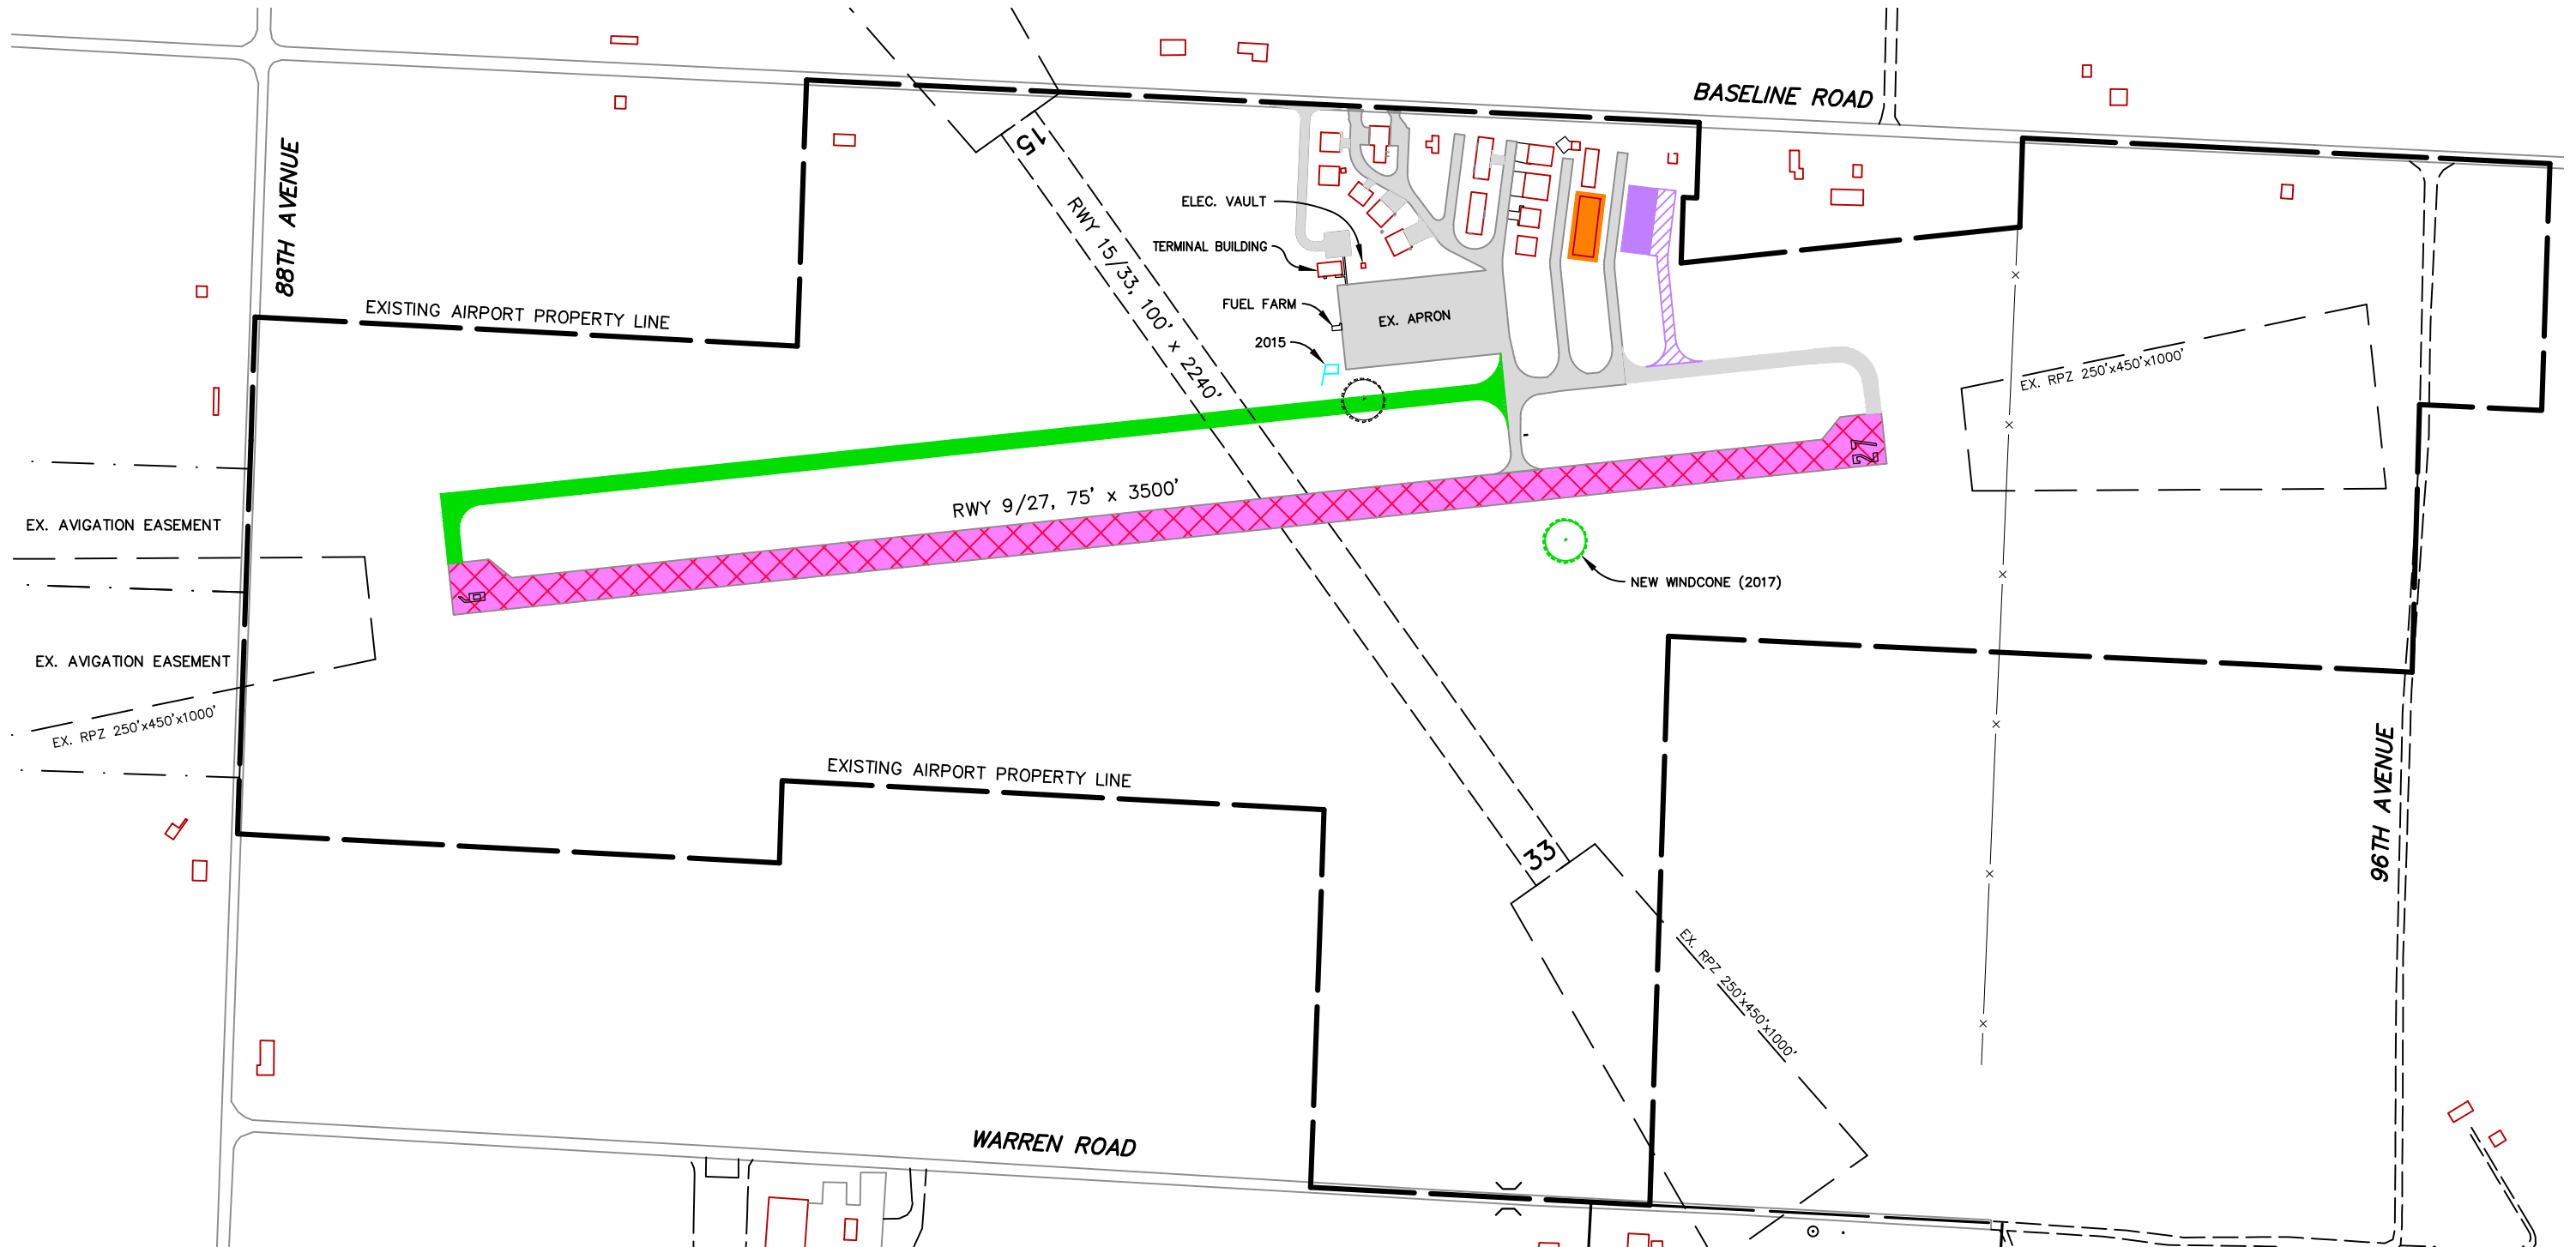 BASELINE ROAD
15
88TH AVENUE
ELEC. VAULT
RWY 15/33, 100' x 2240'
TERMINAL BUILDING
FUEL FARM
EXISTING AIRPORT PROPERTY LINE
EX. APRON
2015
EX. RPZ 250'x450'x1000'
27
RWY 9/27, 75' x 3500'
EX. AVIGATION EASEMENT
NEW WINDCONE (2017)
9
EX. AVIGATION EASEMENT
EX. RPZ 250'x450'x1000'
EXISTING AIRPORT PROPERTY LINE
96TH AVENUE
33
EX. RPZ 250'x450'x1000'
WARREN ROAD